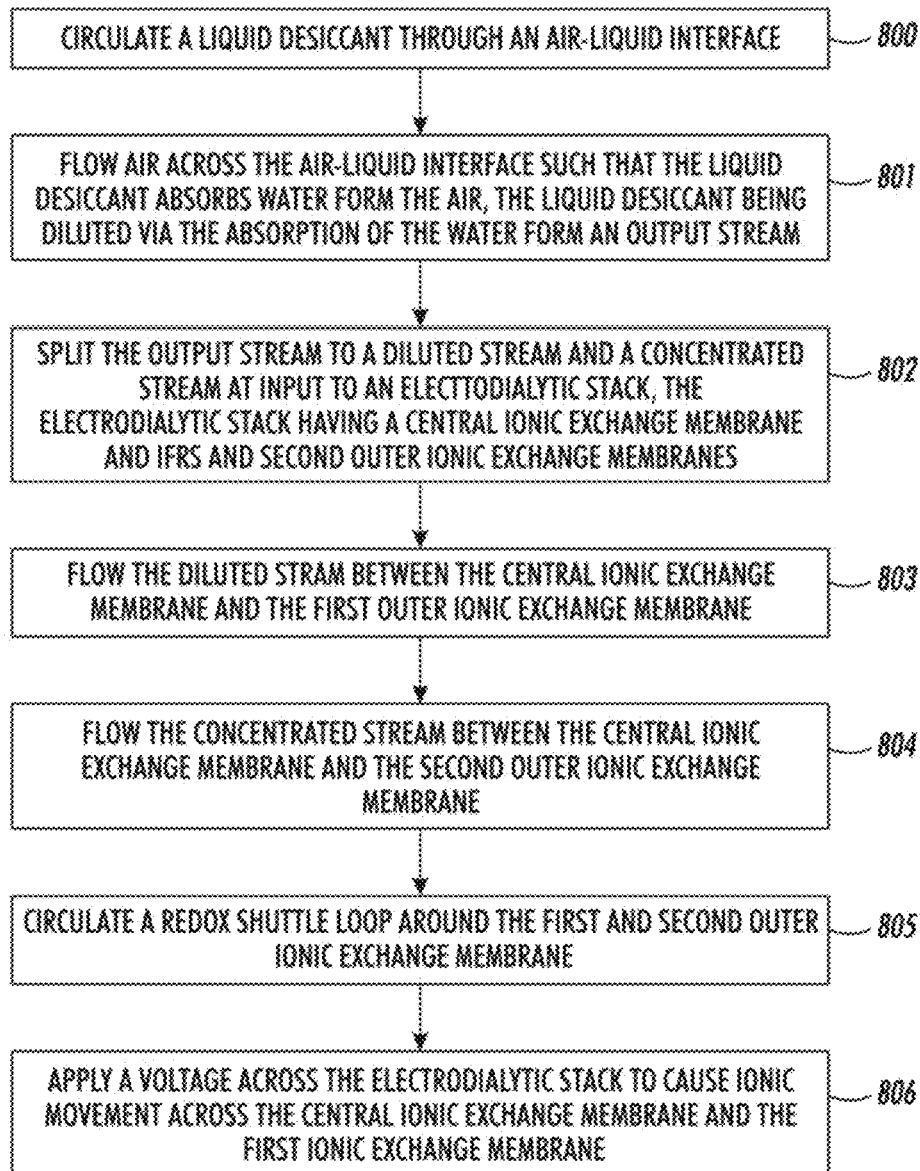 CIRCULATE A LIQUID DESICCANT THROUGH AN AIR-LIQUID INTERFACE
800
FLOW AIR ACROSS THE AIR-LIQUID INTERFACE SUCH THAT THE LIQUID
DESICCANT ABSORBS WATER FORM THE AIR, THE LIQUID DESICCANT BEING
DILUTED VIA THE ABSORPTION OF THE WATER FORM AN OUTPUT STREAM
801
SPLIT THE OUTPUT STREAM TO A DILUTED STREAM AND A CONCENTRATED
STREAM AT INPUT TO AN ELECTTODIALYTIC STACK, THE
ELECTRODIALYTIC STACK HAVING A CENTRAL IONIC EXCHANGE MEMBRANE
AND IFRS AND SECOND OUTER IONIC EXCHANGE MEMBRANES
802
FLOW THE DILUTED STRAM BETWEEN THE CENTRAL IONIC EXCHANGE
MEMBRANE AND THE FIRST OUTER IONIC EXCHANGE MEMBRANE
803
FLOW THE CONCENTRATED STREAM BETWEEN THE CENTRAL IONIC
EXCHANGE MEMBRANE AND THE SECOND OUTER IONIC EXCHANGE
MEMBRANE
804
CIRCULATE A REDOX SHUTTLE LOOP AROUND THE FIRST AND SECOND OUTER
IONIC EXCHANGE MEMBRANE
805
APPLY A VOLTAGE ACROSS THE ELECTRODIALYTIC STACK TO CAUSE IONIC
MOVEMENT ACROSS THE CENTRAL IONIC EXCHANGE MEMBRANE AND THE
FIRST IONIC EXCHANGE MEMBRANE
806